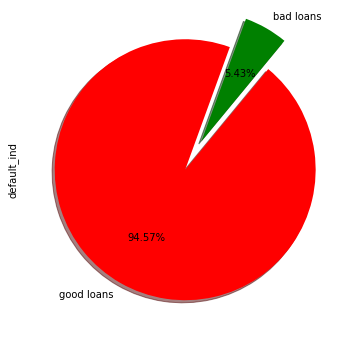 bad loans
5.43%
default_ind
94.57%
good loans